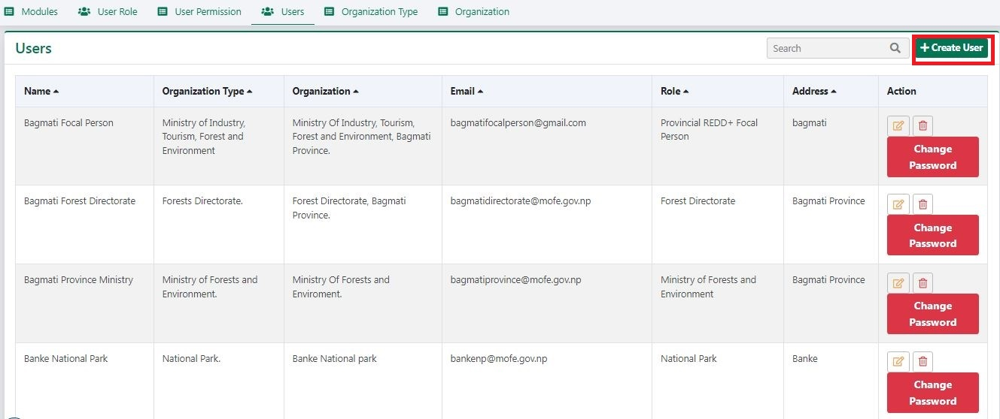 Modules User Role User Permission Users Organization Type Organization
Users
Search
Create User
Name Organization Type Organization Email Role Address Action
Bagmati Focal Person
Ministry of Industry,
Tourism, Forest and
Environment
Ministry Of Industry, Tourism,
Forest and Environment, Bagmati
Province.
bagmatifocalperson@gmail.com
Provincial REDD+ Focal
Person
bagmati
Change
Password
Bagmati Forest Directorate
Forests Directorate.
Forest Directorate, Bagmati
Province.
bagmatidirectorate@mofe.gov.np
Forest Directorate
Bagmati Province
Change
Password
Bagmati Province Ministry
Ministry of Forests and
Environment.
Ministry Of Forests and
Enviroment.
bagmatiprovince@mofe.gov.np
Ministry of Forests and
Environment
Bagmati Province
Change
Password
Banke National Park
National Park.
Banke National park
bankenp@mofe.gov.np
National Park
Banke
Change
Password